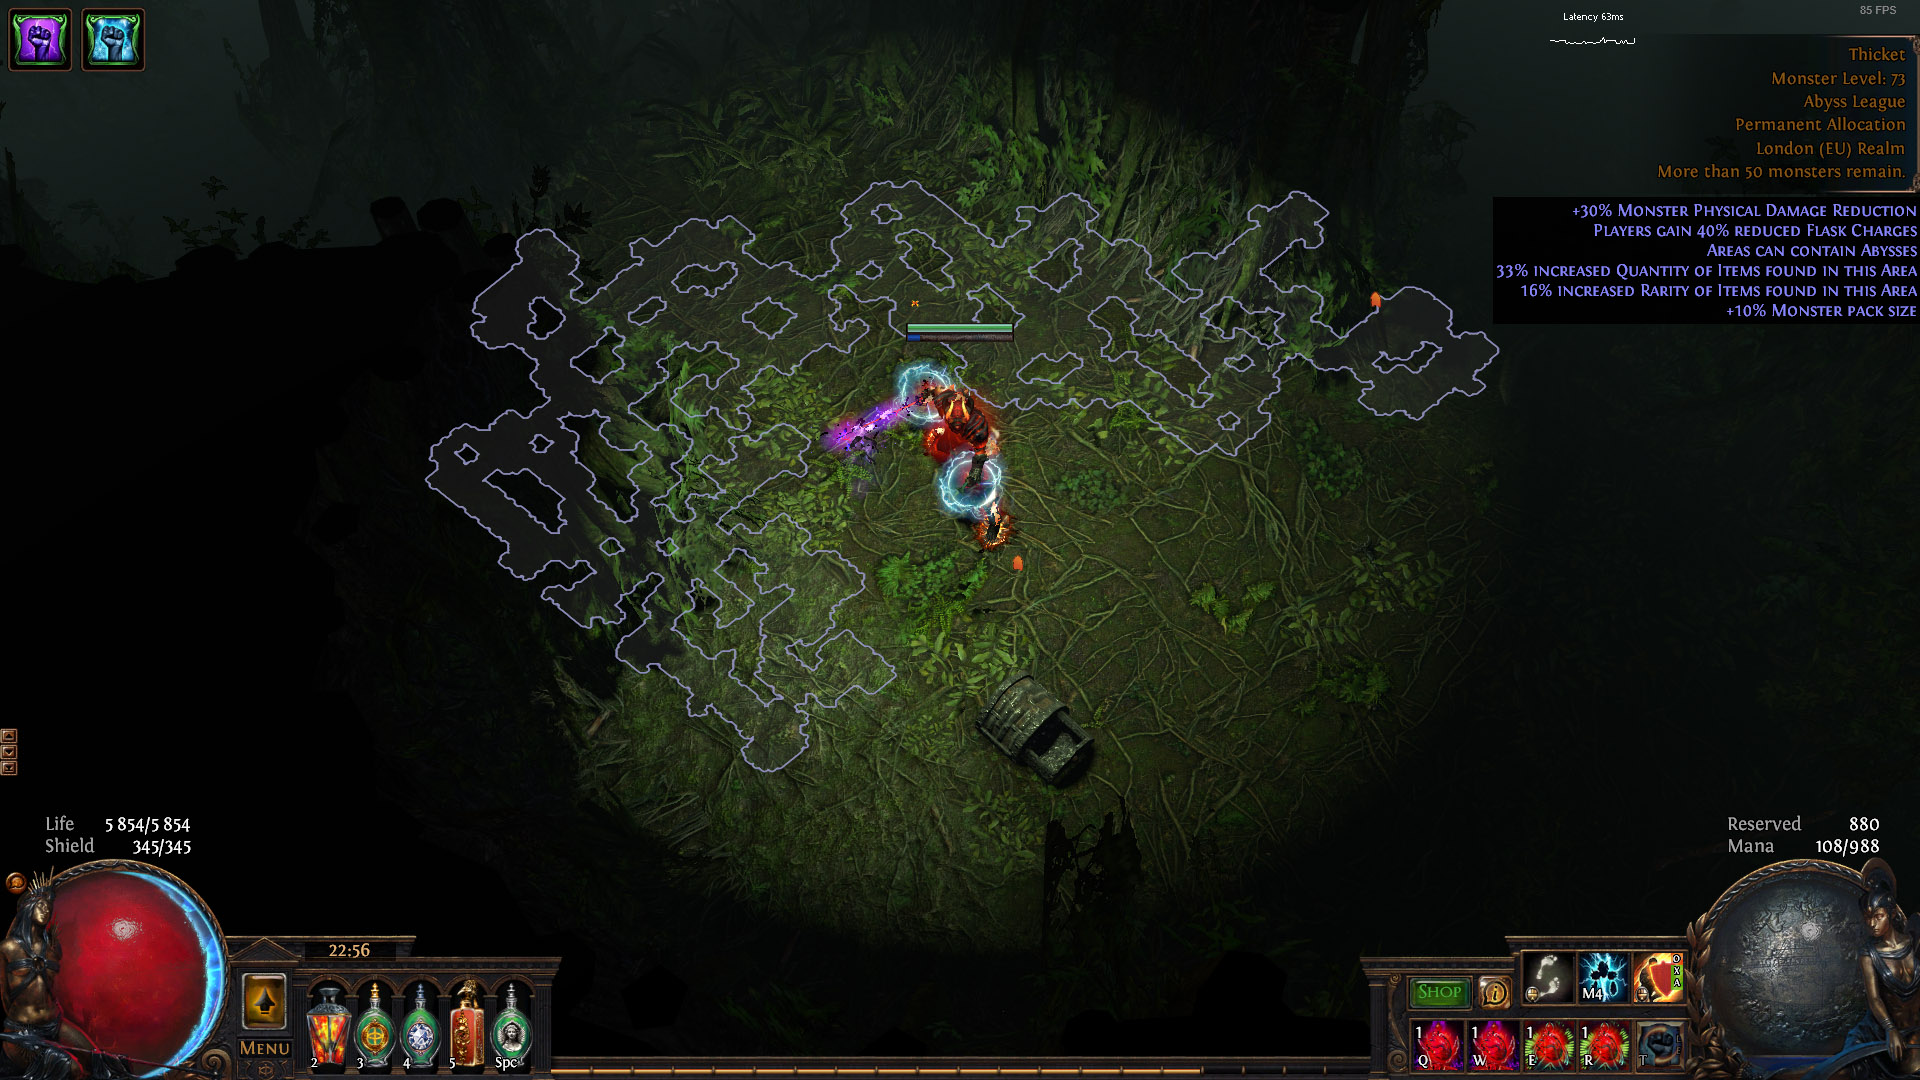 Latency 63ms
85 FPS
Thicket
Monster Level: 73
Abyss League
Permanent Allocation
London (EU) Realm
More than 50 monsters remain.
+30% Monster Physical Damage Reduction
Players gain 40% reduced Flask Charges
Areas can contain Abysses
33% increased Quantity of Items found in this Area
16% increased Rarity of Items found in this Area
+10% Monster pack size
Life 5 854/5 854
Shield 345/345
Reserved 880
Mana 108/988
22:56
Menu
2 3 4 5 Spc
Shop
M4
O
X
A
1 1 1 1
Q W E R T